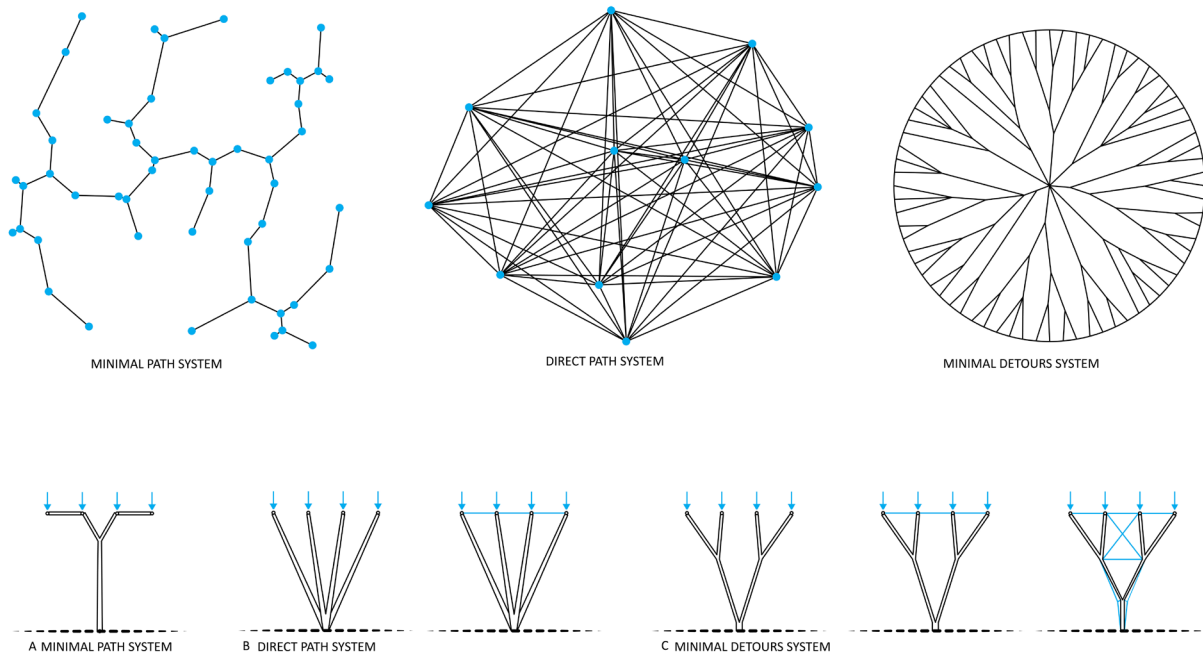 MINIMAL PATH SYSTEM
DIRECT PATH SYSTEM
MINIMAL DETOURS SYSTEM
A MINIMAL PATH SYSTEM
B DIRECT PATH SYSTEM
C MINIMAL DETOURS SYSTEM